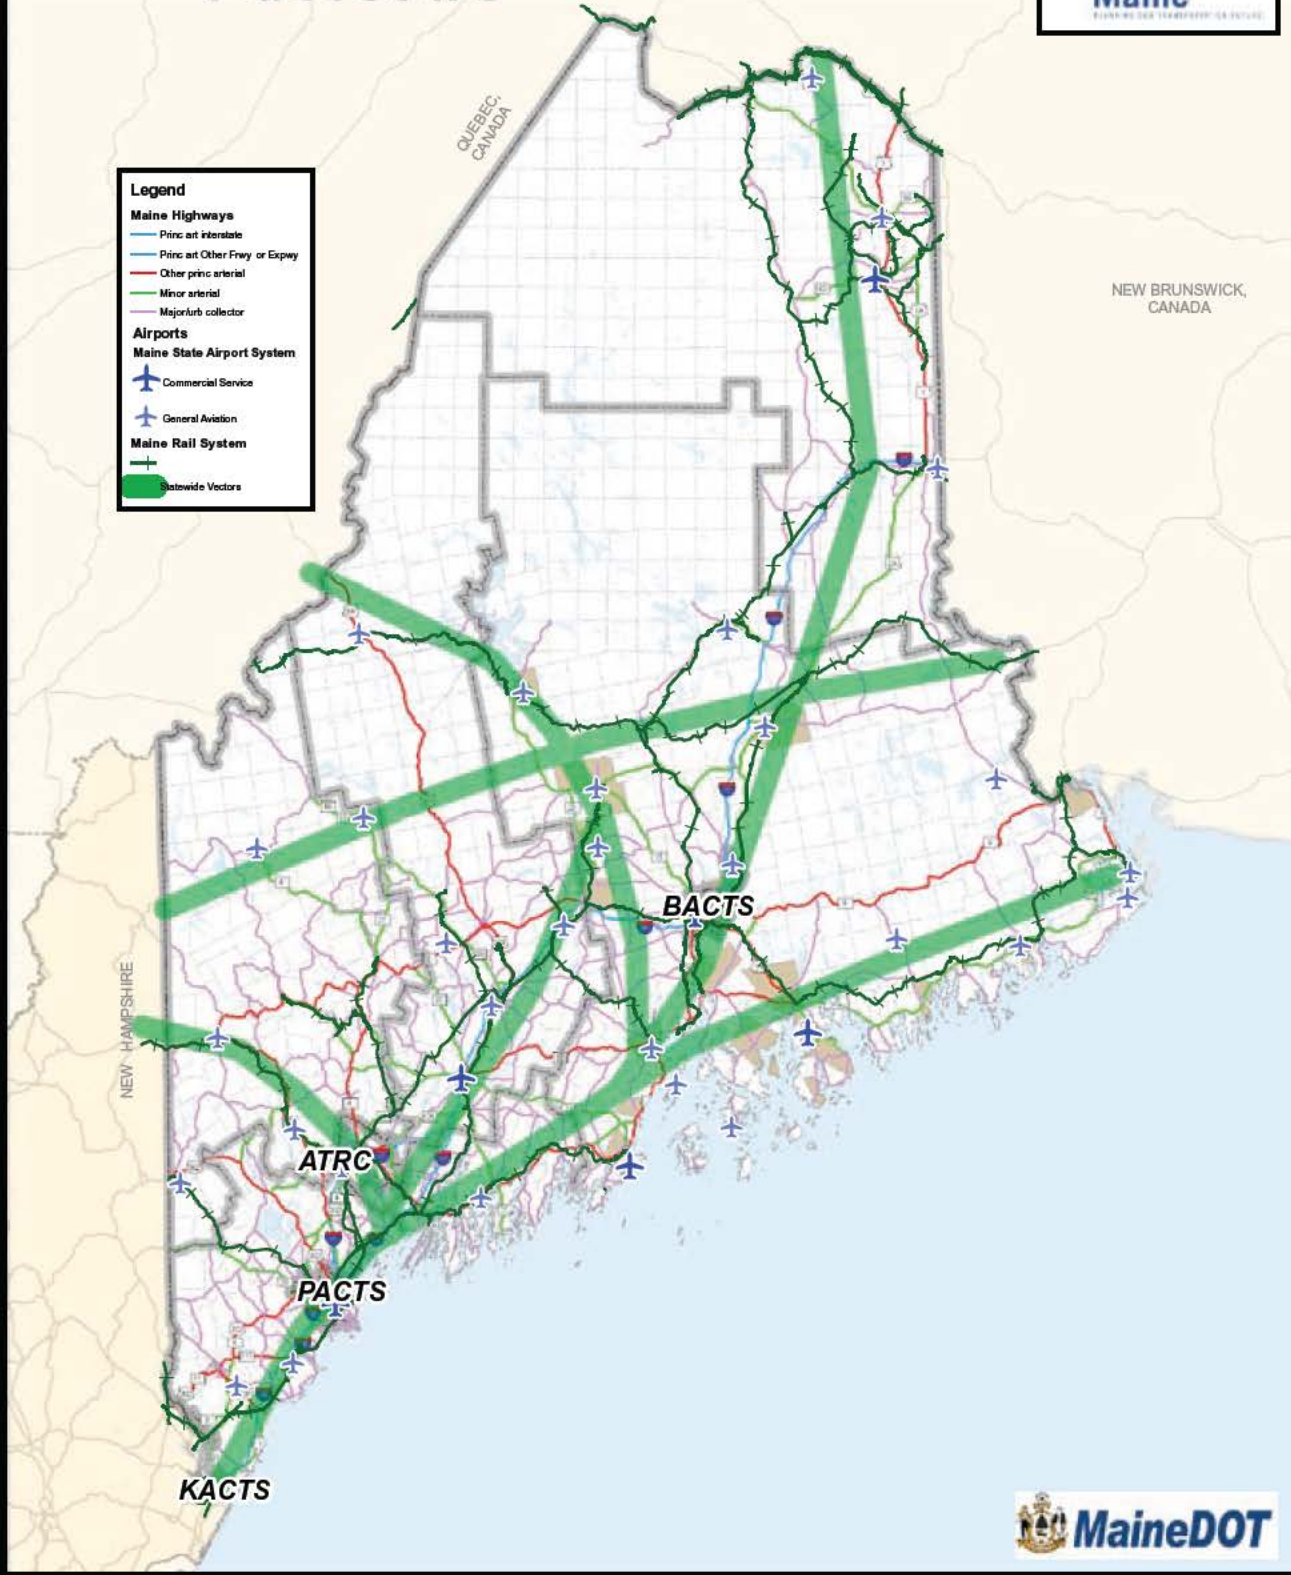 Maine
QUEBEC,
CANADA
Legend
Maine Highways
Princ art interstate
Princ art Other Frwy or Expwy
Other princ arterial
Minor arterial
Major/urb collector
Airports
Maine State Airport System
Commercial Service
General Aviation
Maine Rail System
Statewide Vectors
NEW BRUNSWICK,
CANADA
BACTS
NEW HAMPSHIRE
ATRC
PACTS
KACTS
MaineDOT